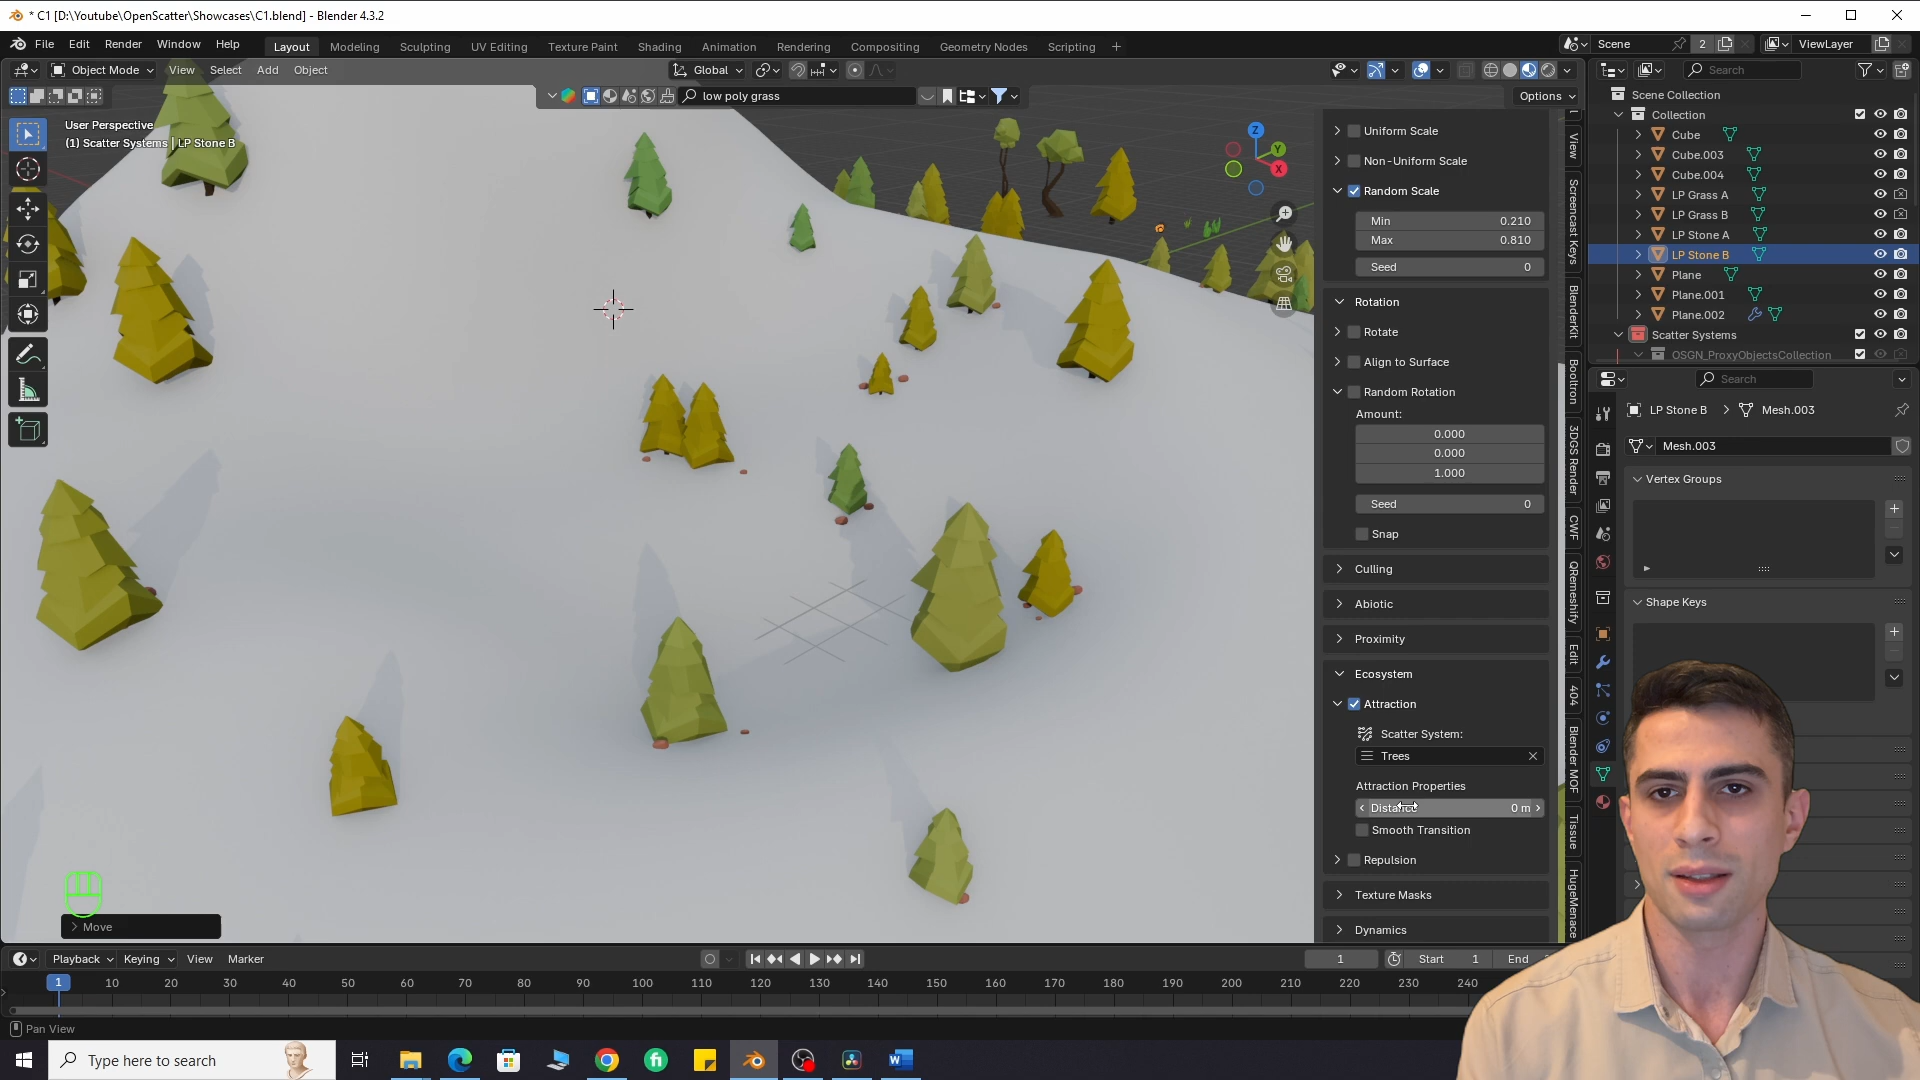 * C1 [D:\Youtube\OpenScatter\Showcases\C1.blend] - Blender 4.3.2
File Edit Render Window Help
Layout Modeling Sculpting UV Editing Texture Paint Shading Animation Rendering Compositing Geometry Nodes Scripting +
Scene 2 ViewLayer
Object Mode View Select Add Object
Global
Search
low poly grass
Options
User Perspective
(1) Scatter Systems | LP Stone B
Z
Y
X
Uniform Scale
Non-Uniform Scale
Random Scale
Min 0.210
Max 0.810
Seed 0
Rotation
Rotate
Align to Surface
Random Rotation
Amount:
0.000
0.000
1.000
Seed 0
Snap
Culling
Abiotic
Proximity
Ecosystem
Attraction
Scatter System:
Trees
Attraction Properties
Distance 0 m
Smooth Transition
Repulsion
Texture Masks
Dynamics
View
Screencast Keys
BlenderKit
Booltron
3DGS Render
CWF
QRemeshify
Edit
404
Blender MOF
Tissue
HugeMenace
Scene Collection
Collection
Cube
Cube.003
Cube.004
LP Grass A
LP Grass B
LP Stone A
LP Stone B
Plane
Plane.001
Plane.002
Scatter Systems
OSGN_ProxyObjectsCollection
Search
LP Stone B > Mesh.003
Mesh.003
Vertex Groups
Shape Keys
Move
Playback Keying View Marker
1 Start 1 End
1 10 20 30 40 50 60 70 80 90 100 110 120 130 140 150 160 170 180 190 200 210 220 230 240
Pan View
Type here to search